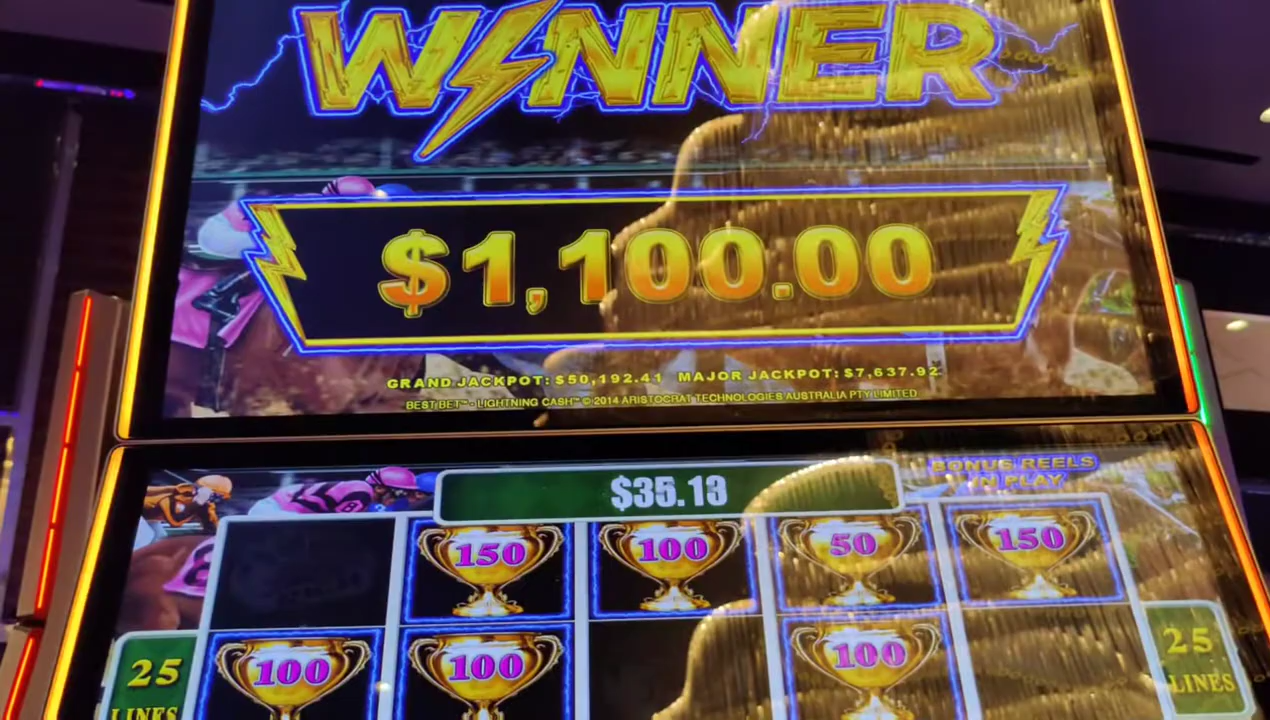 WINNER
$1,100.00
GRAND JACKPOT: $50,192.41 MAJOR JACKPOT: $7,637.92
BEST BET™ - LIGHTNING CASH™ © 2014 ARISTOCRAT TECHNOLOGIES AUSTRALIA PTY LIMITED
$35.13
BONUS REELS
IN PLAY
8
150 100 50 150
8
100 100 100
25 25
LINES LINES